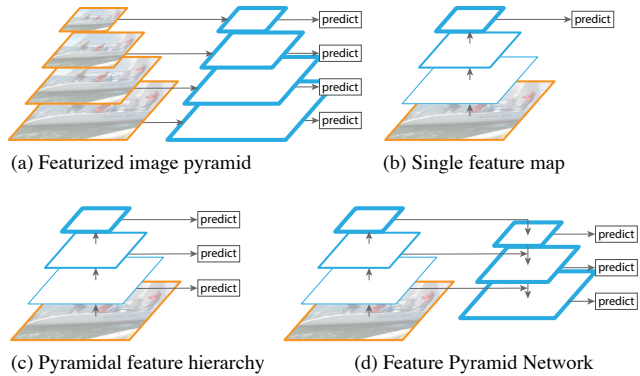 predict
predict
predict
predict
predict
(a) Featurized image pyramid
(b) Single feature map
predict
predict
predict
predict
predict
predict
(c) Pyramidal feature hierarchy
(d) Feature Pyramid Network